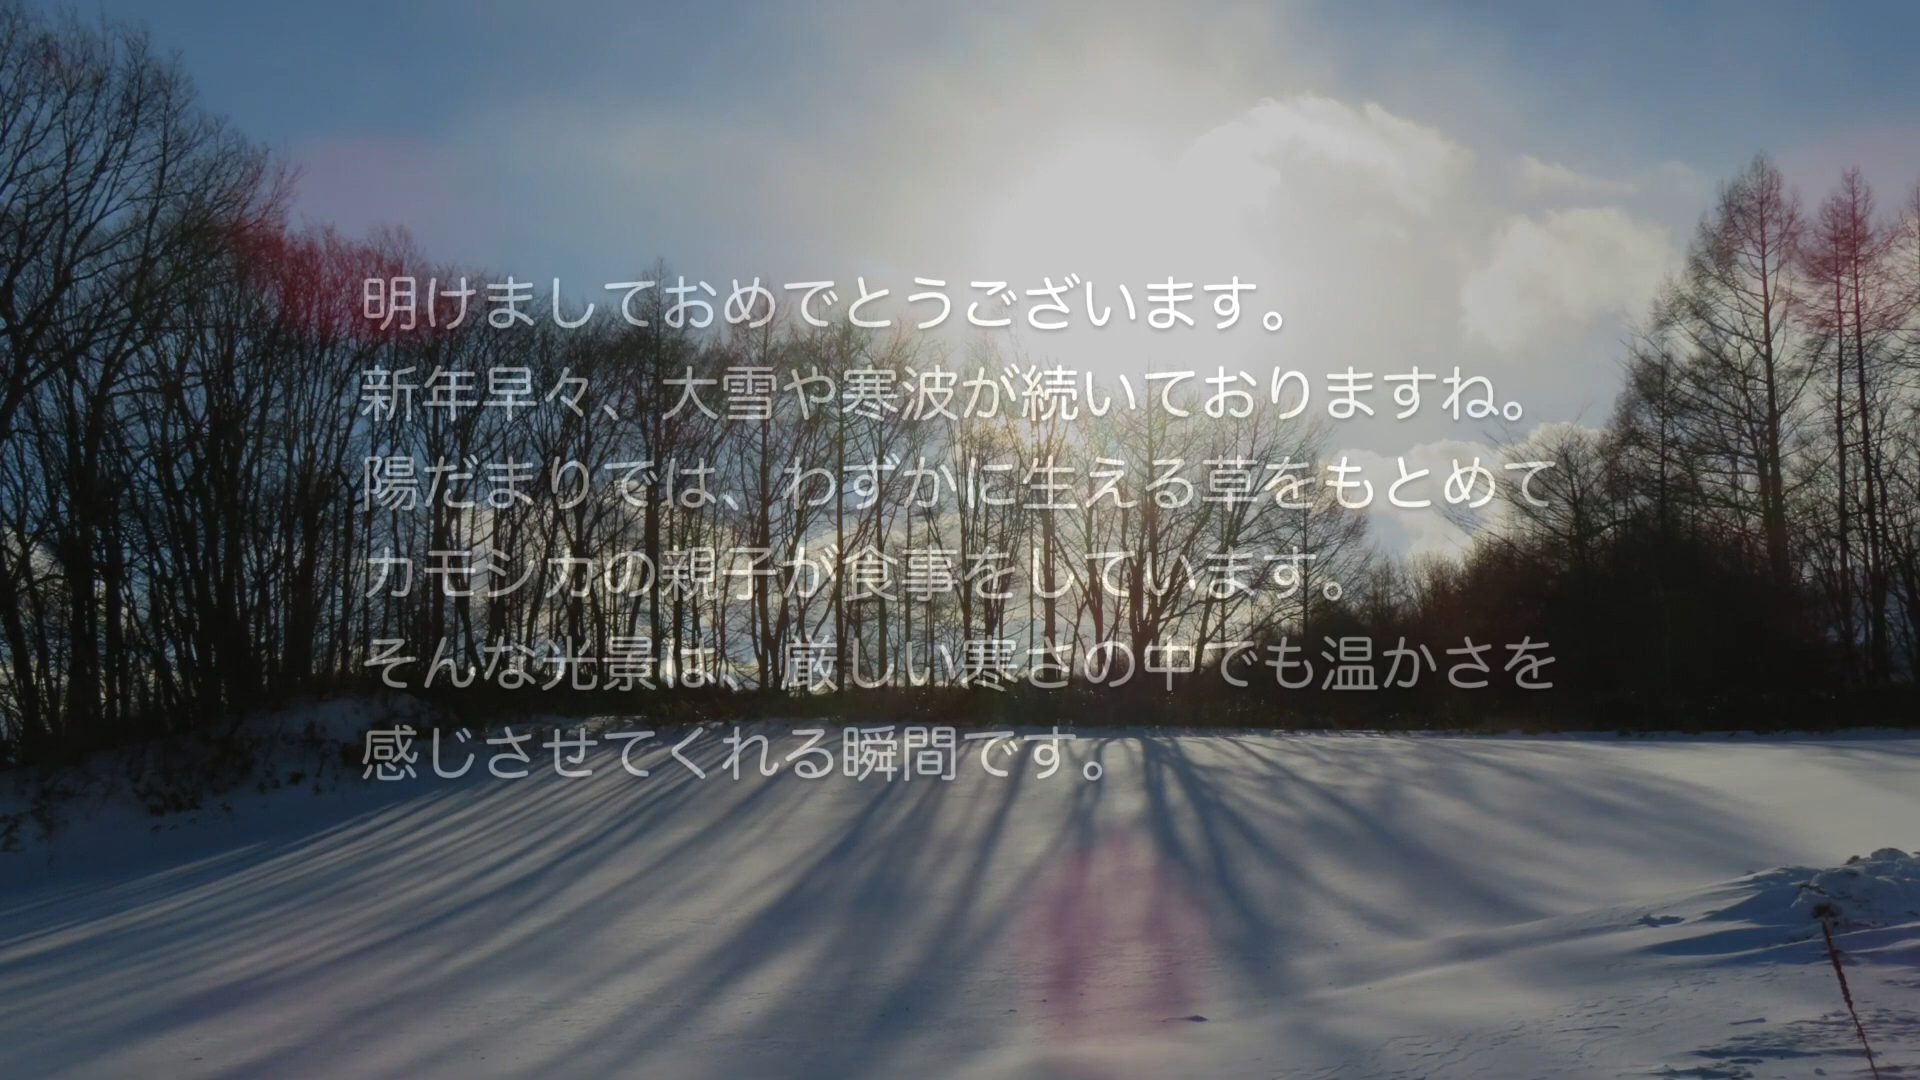 明けましておめでとうございます。
新年早々、大雪や寒波が続いておりますね。
陽だまりでは、わずかに生える草をもとめて
カモシカの親子が食事をしています。
そんな光景は、厳しい寒さの中でも温かさを
感じさせてくれる瞬間です。